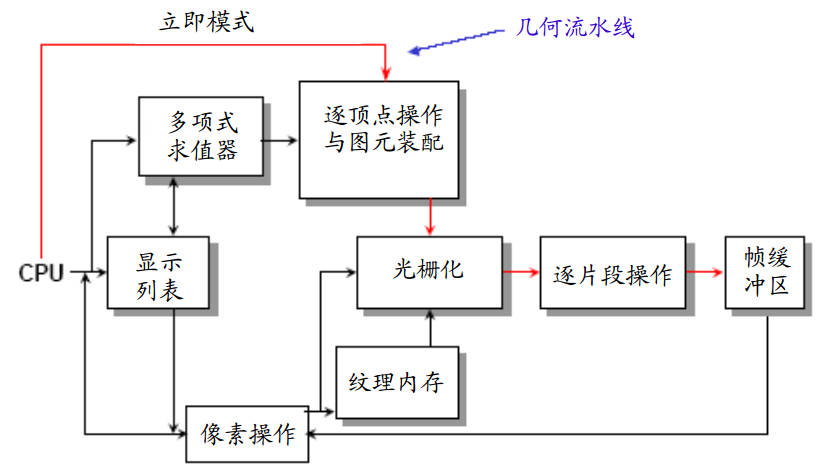 立即模式
几何流水线
多项式
求值器
逐顶点操作
与图元装配
CPU
显示
列表
光栅化
逐片段操作
帧缓
冲区
纹理内存
像素操作